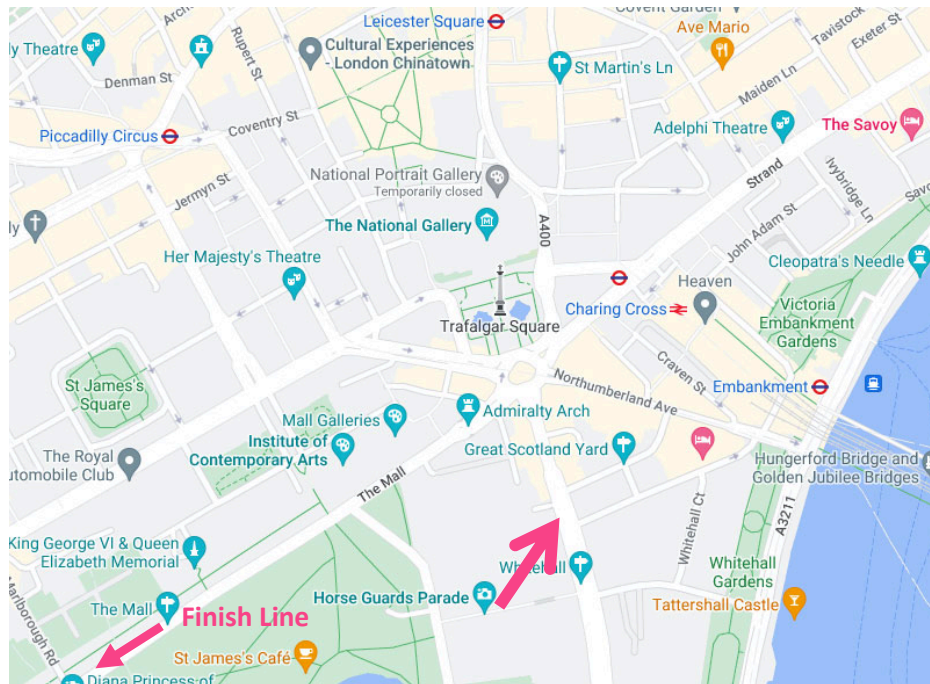 Covent Garden
Leicester Square
Archer
Rupert St
Cultural Experiences
- London Chinatown
Ave Mario
Tavistock
Exeter St
ly Theatre
Denman St
St Martin's Ln
Maiden Ln
Piccadilly Circus
Coventry St
Adelphi Theatre
The Savoy
Strand
Ivybridge Ln
Savo
National Portrait Gallery
Temporarily closed
Jermyn St
ly
The National Gallery
A400
John Adam St
Her Majesty's Theatre
Cleopatra's Needle
Heaven
Charing Cross
Victoria
Embankment
Gardens
Trafalgar Square
St James's
Square
Craven St
Northumberland Ave
Embankment
Mall Galleries
Admiralty Arch
Institute of
Contemporary Arts
Great Scotland Yard
The Royal
utomobile Club
The Mall
Hungerford Bridge and
Golden Jubilee Bridges
A3211
Whitehall Ct
King George VI & Queen
Elizabeth Memorial
Whitehall
Whitehall
Gardens
Marlborough Rd
The Mall
Finish Line
Horse Guards Parade
Tattershall Castle
St James's Café
Diana Princess of